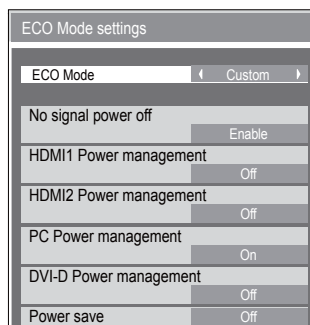 ECO Mode settings
ECO Mode Custom
No signal power off
Enable
HDMI1 Power management
Off
HDMI2 Power management
Off
PC Power management
On
DVI-D Power management
Off
Power save Off